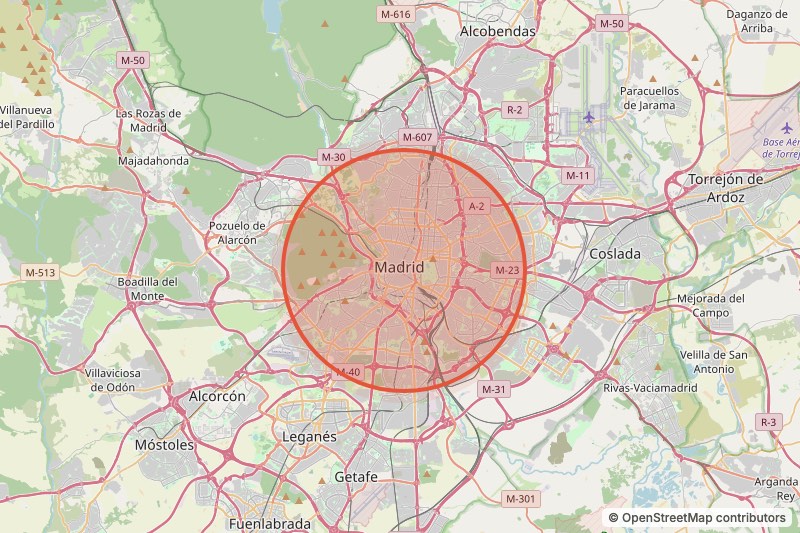 M-616
M-50
Daganzo de
Arriba
Alcobendas
M-50
Paracuellos
de Jarama
Villanueva
del Pardillo
Las Rozas de
Madrid
R-2
M-607
Base Aér
de Torrej
Majadahonda
M-30
M-11
Torrejón de
Ardoz
A-2
Pozuelo de
Alarcón
Coslada
M-513
Madrid
M-23
Boadilla del
Monte
Mejorada del
Campo
Velilla de San
Antonio
Villaviciosa
de Odón
M-40
M-31
Rivas-Vaciamadrid
Alcorcón
R-3
Leganés
Móstoles
Getafe
Arganda
Rey
M-301
Fuenlabrada
© OpenStreetMap contributors